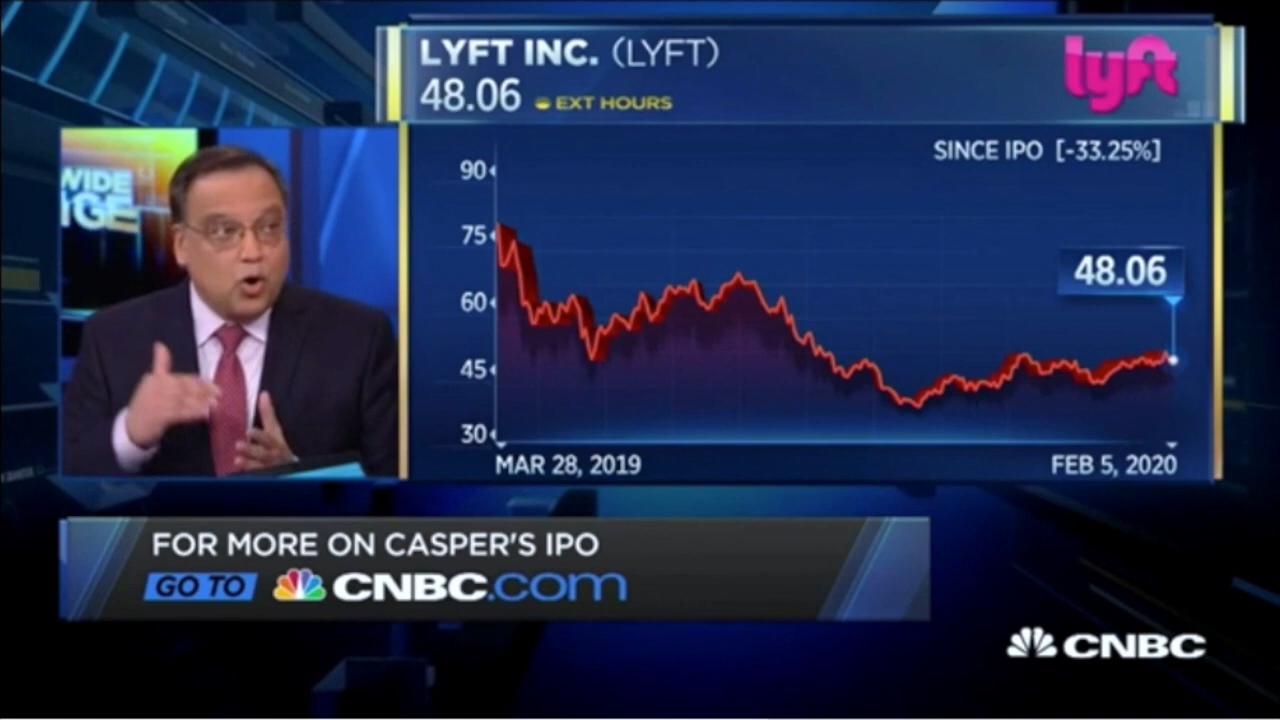 LYFT INC. (LYFT)
48.06 EXT HOURS
lyft
SINCE IPO [-33.25%]
90
75
60
45
30
48.06
MAR 28, 2019
FEB 5, 2020
WIDE
FOR MORE ON CASPER'S IPO
GO TO CNBC.com
CNBC